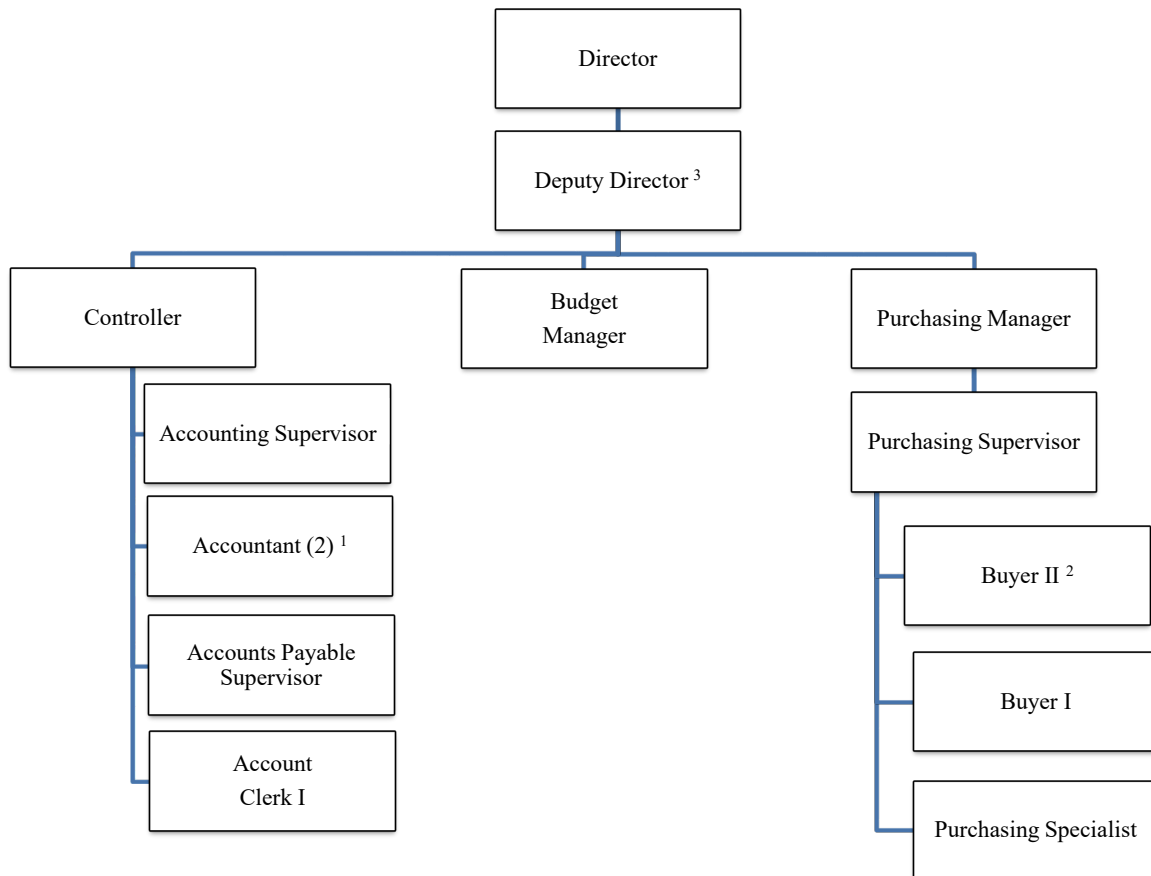 Director
Deputy Director ³
Controller
Budget
Manager
Purchasing Manager
Accounting Supervisor
Purchasing Supervisor
Accountant (2) ¹
Buyer II ²
Accounts Payable
Supervisor
Buyer I
Account
Clerk I
Purchasing Specialist